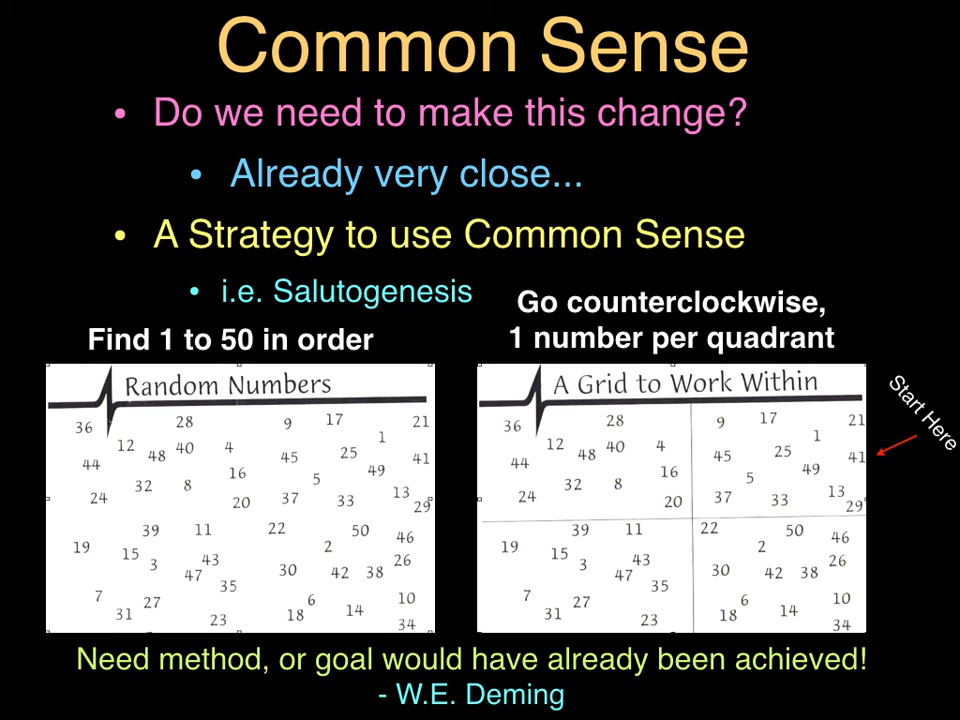 Common Sense
• Do we need to make this change?
• Already very close...
• A Strategy to use Common Sense
• i.e. Salutogenesis
Find 1 to 50 in order
Go counterclockwise,
1 number per quadrant
Random Numbers
36 28 9 17 21
12 48 40 4 1
44 45 25 41
16 5 49
24 32 8 20 37 33 13 29
39 11 22 50 46
19 15 2
3 43 26
47 30 42 38
35
7 27 6 10
31 23 18 14 34
A Grid to Work Within
Start Here
36 28 9 17 21
12 48 40 4 1
44 45 25 41
16 5 49
24 32 8 20 37 33 13 29
39 11 22 50 46
19 15 2
3 43 26
47 30 42 38
35
7 27 6 10
31 23 18 14 34
Need method, or goal would have already been achieved!
- W.E. Deming